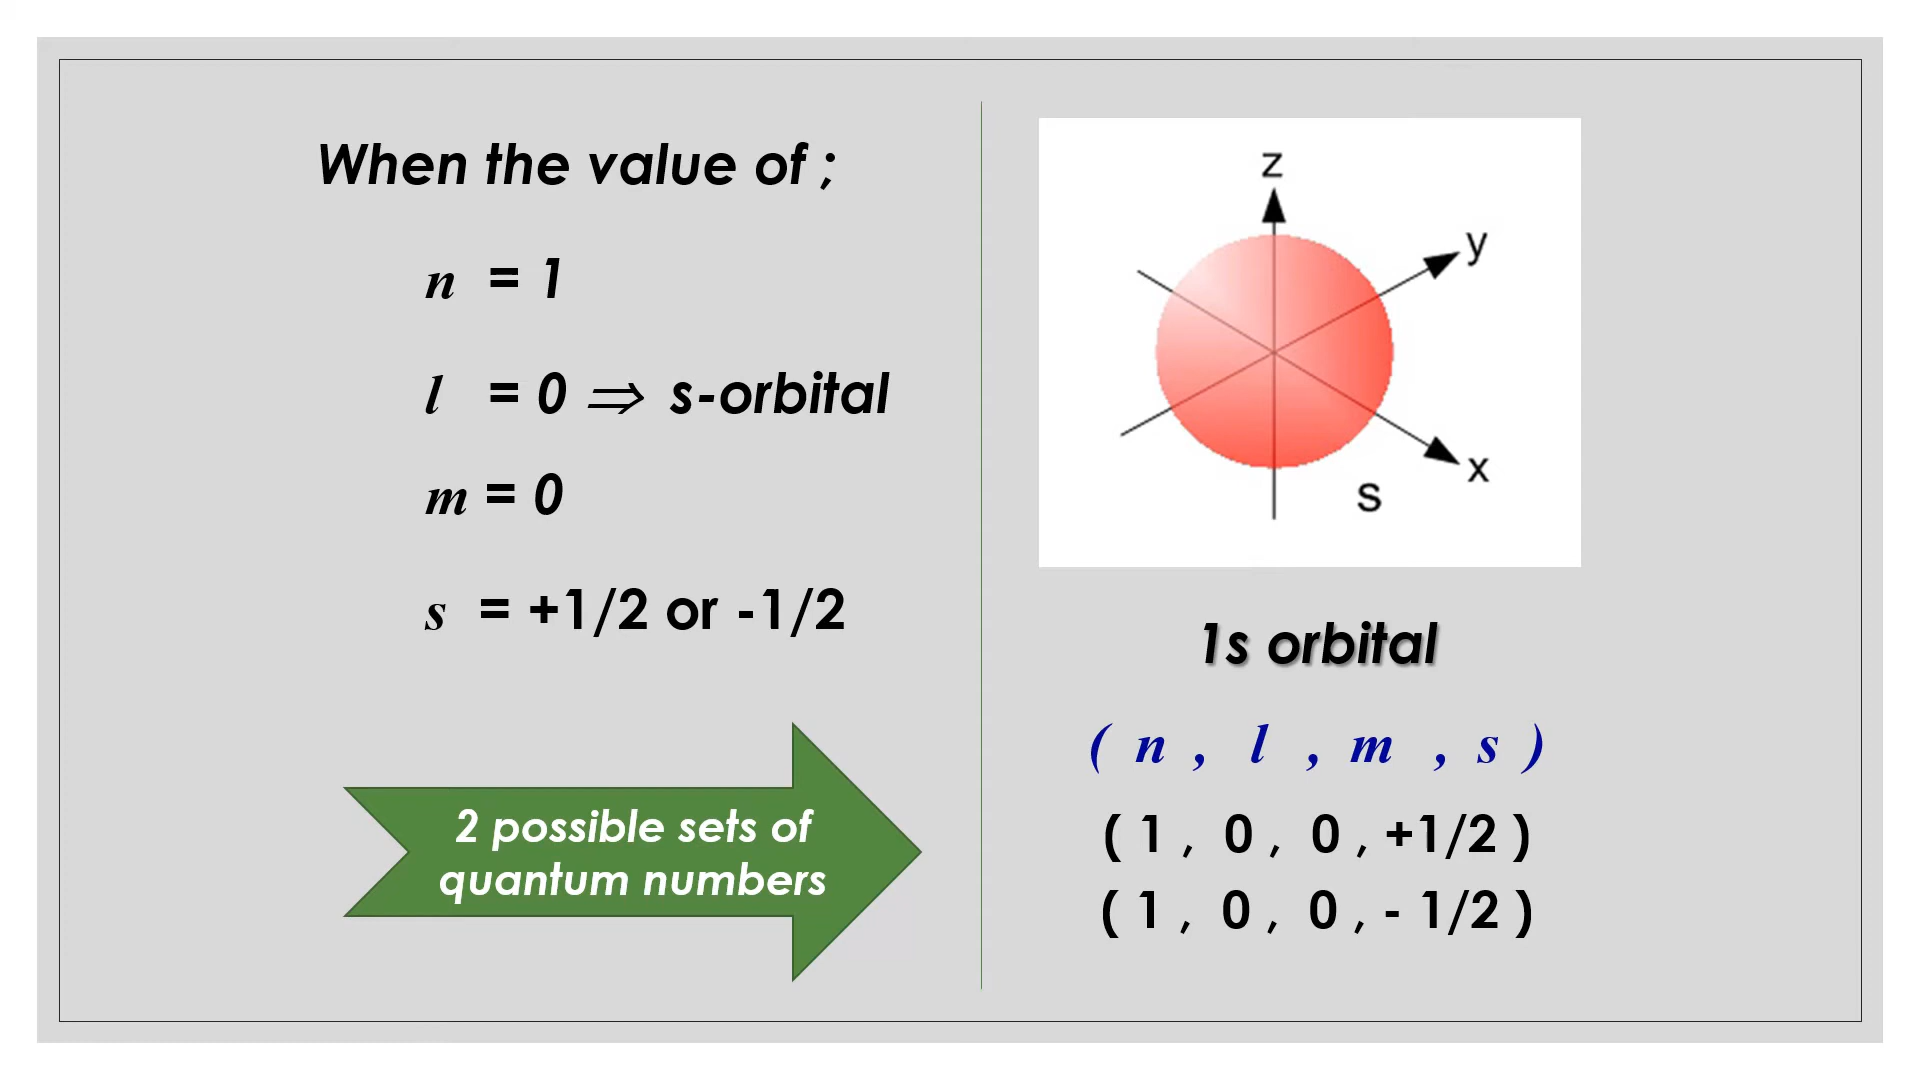 When the value of ;
n = 1
l = 0 ⇒ s-orbital
m = 0
s = +1/2 or -1/2
2 possible sets of
quantum numbers
z
y
x
s
1s orbital
( n , l , m , s )
( 1 , 0 , 0 , +1/2 )
( 1 , 0 , 0 , - 1/2 )